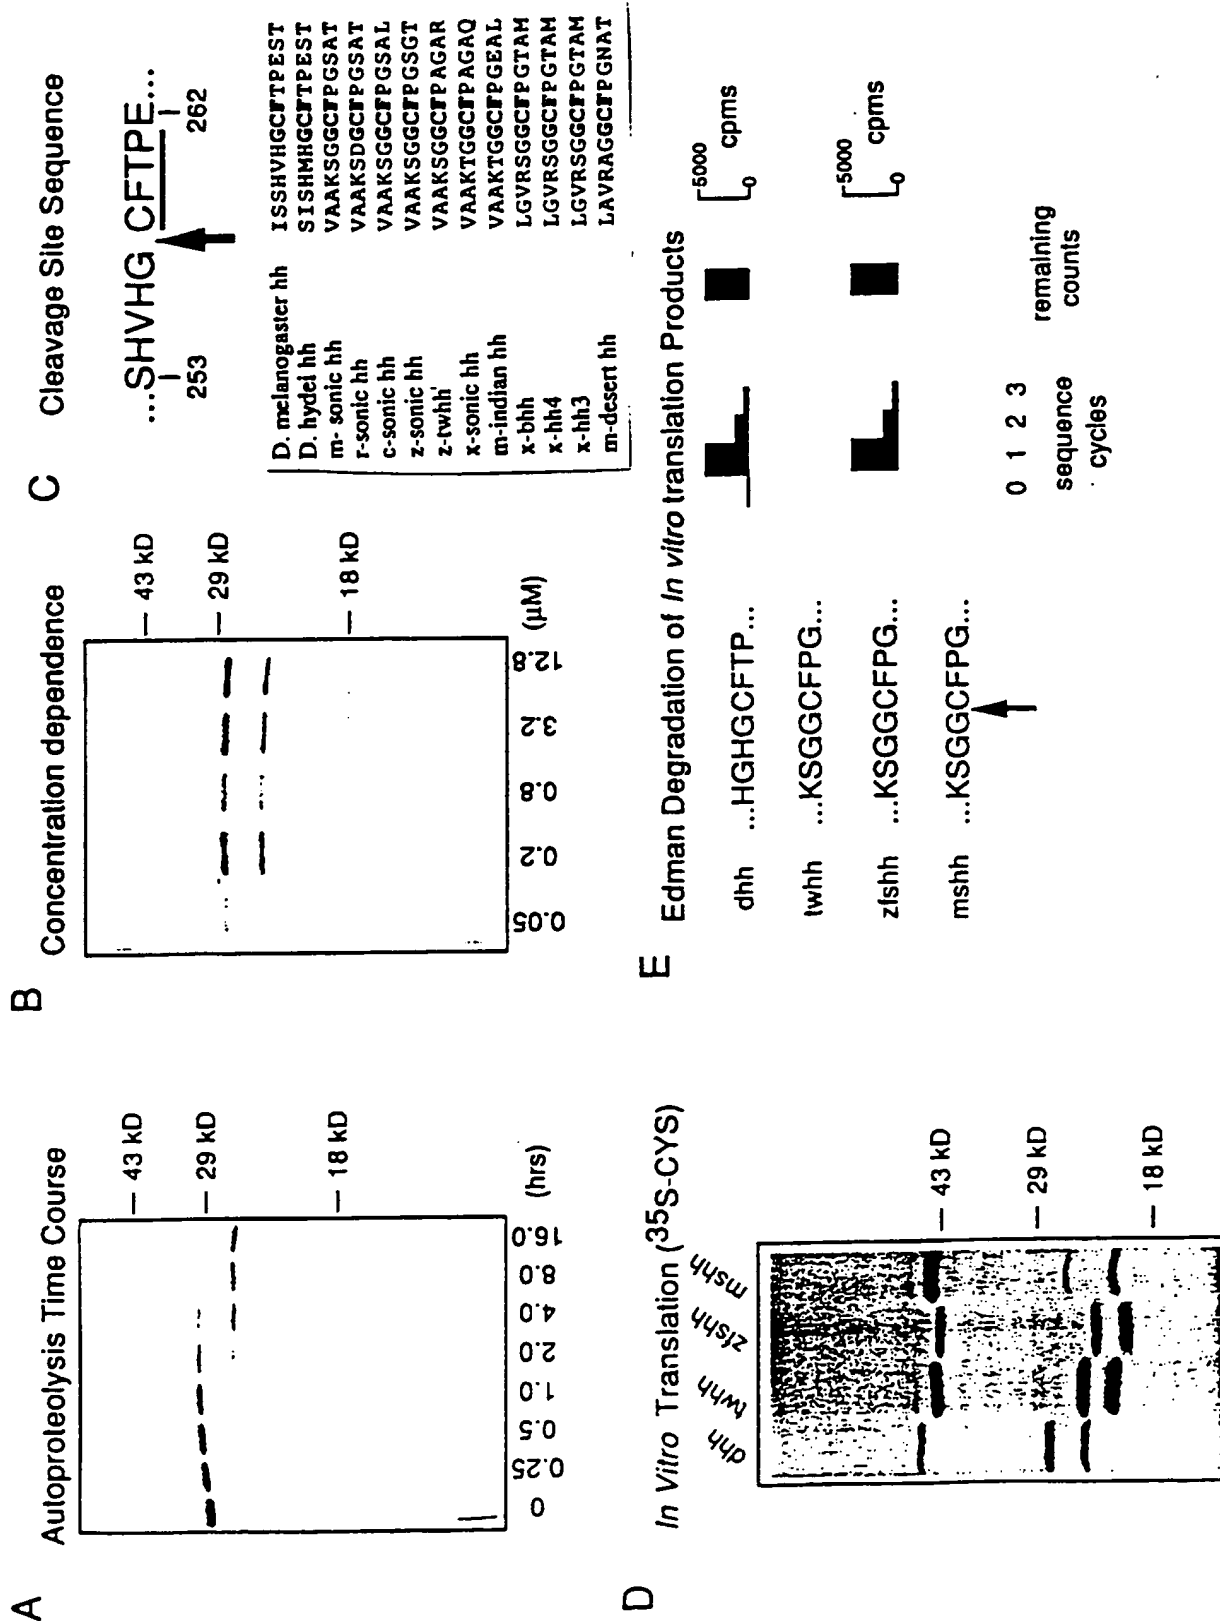 A
Autoproteolysis Time Course
43 kD
29 kD
18 kD
0 0.25 0.5 1.0 2.0 4.0 8.0 16.0 (hrs)
B
Concentration dependence
43 kD
29 kD
18 kD
0.05 0.2 0.8 3.2 12.8 (µM)
C
Cleavage Site Sequence
...SHVHG CFTPE...
253 262
D. melanogaster hh ISSHVHGCFTPEST
D. hydei hh SISHMHGCFTPEST
m- sonic hh VAAKSGGCFPGSAT
r-sonic hh VAAKSDGCFPGSAT
c-sonic hh VAAKSGGCFPGSAL
z-sonic hh VAAKSGGCFPGSGT
z-twhh' VAAKSGGCFPAGAR
x-sonic hh VAAKTGGCFPAGAQ
m-indian hh VAAKTGGCFPGEAL
x-bhh LGVRSGGCFPGTAM
x-hh4 LGVRSGGCFPGTAM
x-hh3 LGVRSGGCFPGTAM
m-desert hh LAVRAGGCFPGNAT
D
In Vitro Translation (35S-CYS)
dhh twhh zfshh mshh
43 kD
29 kD
18 kD
E
Edman Degradation of In vitro translation Products
dhh ...HGHGCFTP...
twhh ...KSGGCFPG...
zfshh ...KSGGCFPG...
mshh ...KSGGCFPG...
5000
0
cpms
5000
0
cpms
0 1 2 3
sequence
cycles
remaining
counts